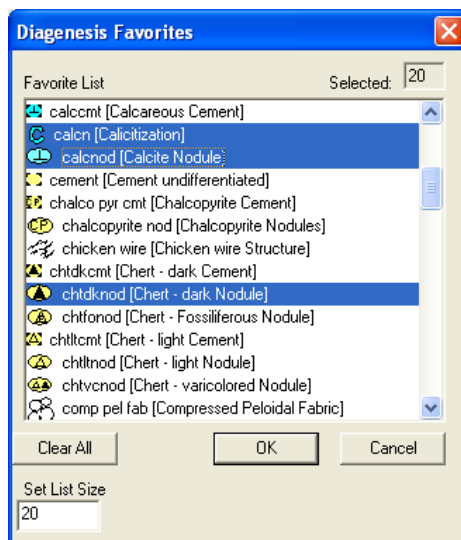 Diagenesis Favorites
Favorite List Selected: 20
calccmt [Calcareous Cement]
C calcn [Calicitization]
calcnod [Calcite Nodule]
cement [Cement undifferentiated]
chalco pyr cmt [Chalcopyrite Cement]
CP chalcopyrite nod [Chalcopyrite Nodules]
chicken wire [Chicken wire Structure]
chtdkcmt [Chert - dark Cement]
chtdknod [Chert - dark Nodule]
chtfonod [Chert - Fossiliferous Nodule]
chtltcmt [Chert - light Cement]
chtltnod [Chert - light Nodule]
chtvcnod [Chert - varicolored Nodule]
comp pel fab [Compressed Peloidal Fabric]
Clear All OK Cancel
Set List Size
20